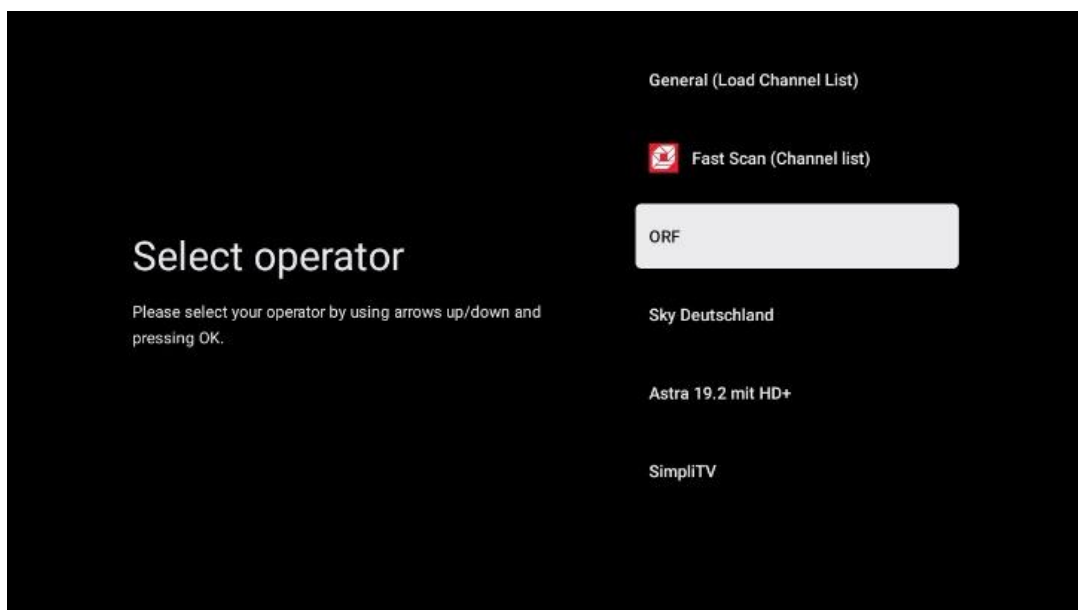 Select operator
Please select your operator by using arrows up/down and
pressing OK.
General (Load Channel List)
Fast Scan (Channel list)
ORF
Sky Deutschland
Astra 19.2 mit HD+
SimpliTV